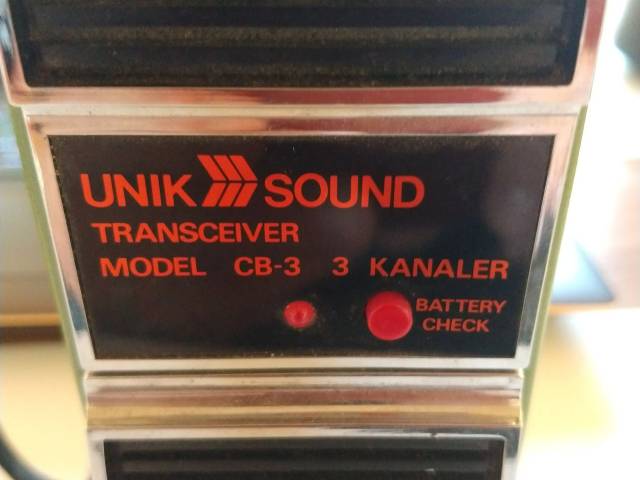 UNIK SOUND
TRANSCEIVER
MODEL CB-3 3 KANALER
BATTERY
CHECK